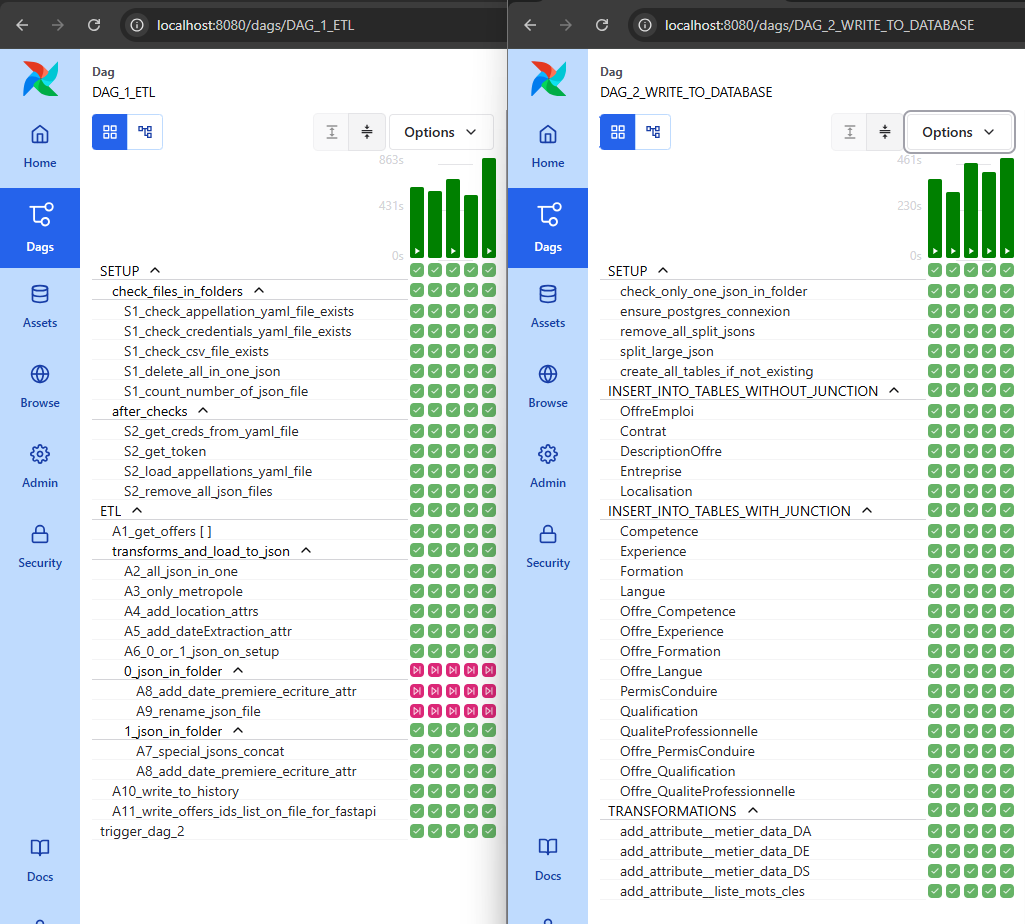 localhost:8080/dags/DAG_1_ETL
Dag
DAG_1_ETL
Options
863s
431s
0s
Home
Dags
Assets
Browse
Admin
Security
Docs
SETUP
check_files_in_folders
S1_check_appellation_yaml_file_exists
S1_check_credentials_yaml_file_exists
S1_check_csv_file_exists
S1_delete_all_in_one_json
S1_count_number_of_json_file
after_checks
S2_get_creds_from_yaml_file
S2_get_token
S2_load_appellations_yaml_file
S2_remove_all_json_files
ETL
A1_get_offers [ ]
transforms_and_load_to_json
A2_all_json_in_one
A3_only_metropole
A4_add_location_attrs
A5_add_dateExtraction_attr
A6_0_or_1_json_on_setup
0_json_in_folder
A8_add_date_premiere_ecriture_attr
A9_rename_json_file
1_json_in_folder
A7_special_jsons_concat
A8_add_date_premiere_ecriture_attr
A10_write_to_history
A11_write_offers_ids_list_on_file_for_fastapi
trigger_dag_2
localhost:8080/dags/DAG_2_WRITE_TO_DATABASE
Dag
DAG_2_WRITE_TO_DATABASE
Options
461s
230s
0s
Home
Dags
Assets
Browse
Admin
Security
Docs
SETUP
check_only_one_json_in_folder
ensure_postgres_connexion
remove_all_split_jsons
split_large_json
create_all_tables_if_not_existing
INSERT_INTO_TABLES_WITHOUT_JUNCTION
OffreEmploi
Contrat
DescriptionOffre
Entreprise
Localisation
INSERT_INTO_TABLES_WITH_JUNCTION
Competence
Experience
Formation
Langue
Offre_Competence
Offre_Experience
Offre_Formation
Offre_Langue
PermisConduire
Qualification
QualiteProfessionnelle
Offre_PermisConduire
Offre_Qualification
Offre_QualiteProfessionnelle
TRANSFORMATIONS
add_attribute__metier_data_DA
add_attribute__metier_data_DE
add_attribute__metier_data_DS
add_attribute__liste_mots_cles